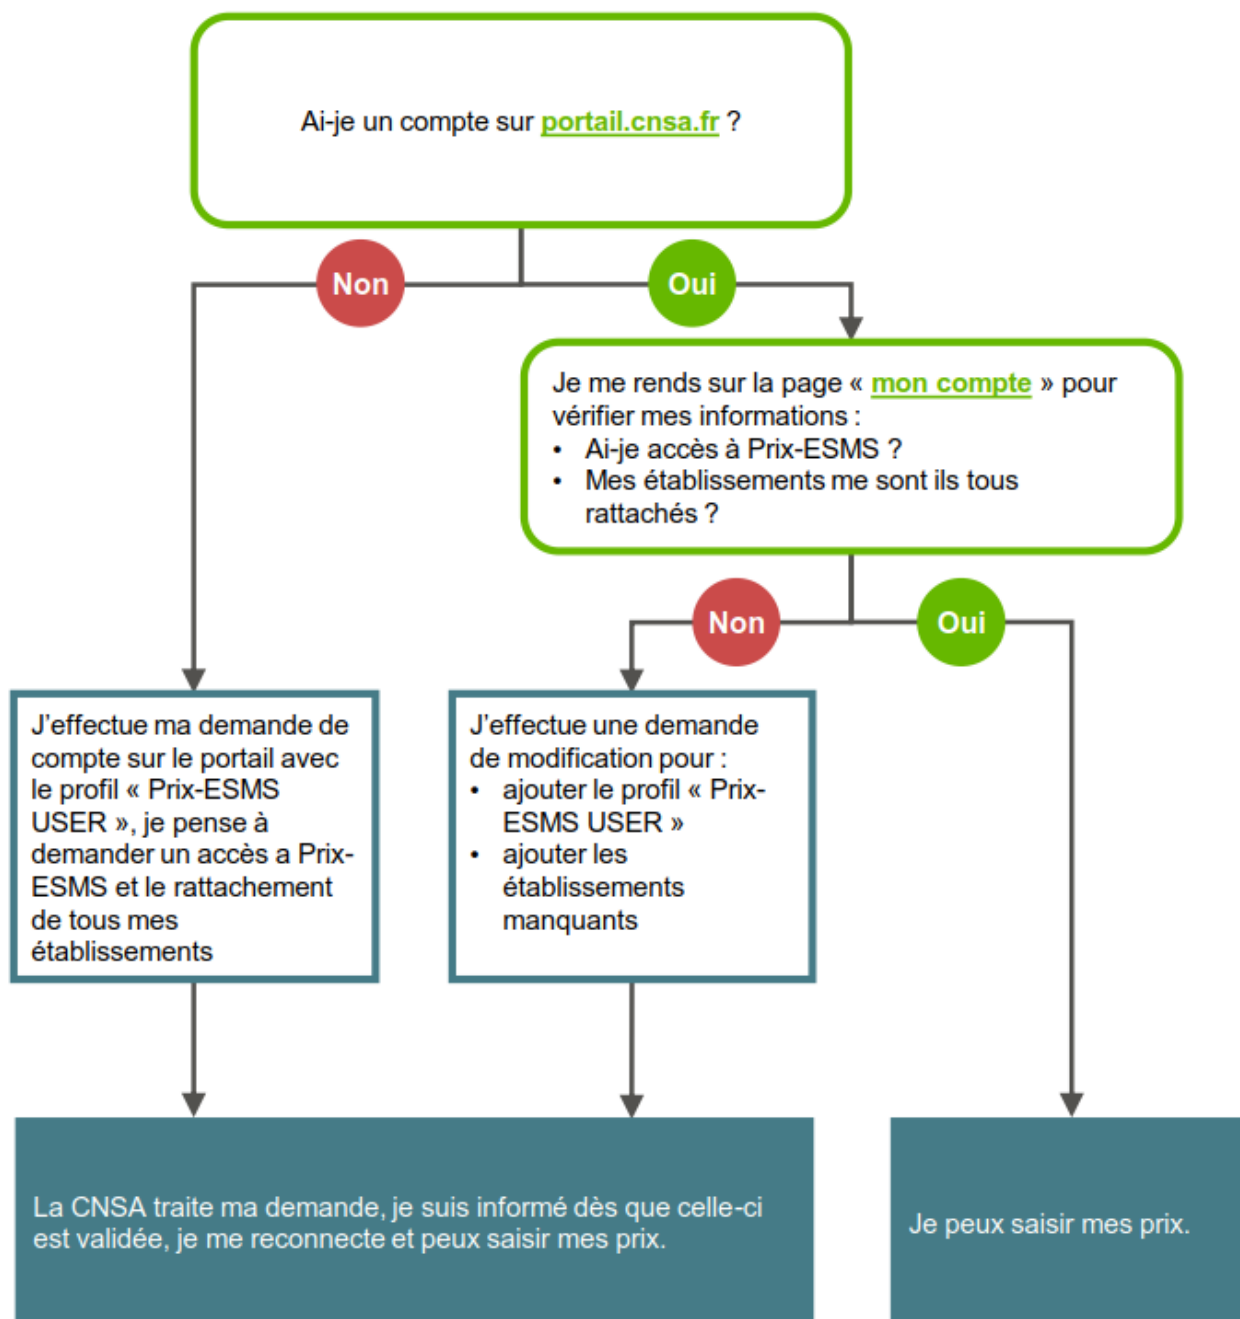 Ai-je un compte sur portail.cnsa.fr ?
Non
Oui
Je me rends sur la page « mon compte » pour
vérifier mes informations :
• Ai-je accès à Prix-ESMS ?
• Mes établissements me sont ils tous
rattachés ?
Non
Oui
J’effectue ma demande de
compte sur le portail avec
le profil « Prix-ESMS
USER », je pense à
demander un accès a Prix-
ESMS et le rattachement
de tous mes
établissements
J’effectue une demande
de modification pour :
• ajouter le profil « Prix-
ESMS USER »
• ajouter les
établissements
manquants
La CNSA traite ma demande, je suis informé dès que celle-ci
est validée, je me reconnecte et peux saisir mes prix.
Je peux saisir mes prix.